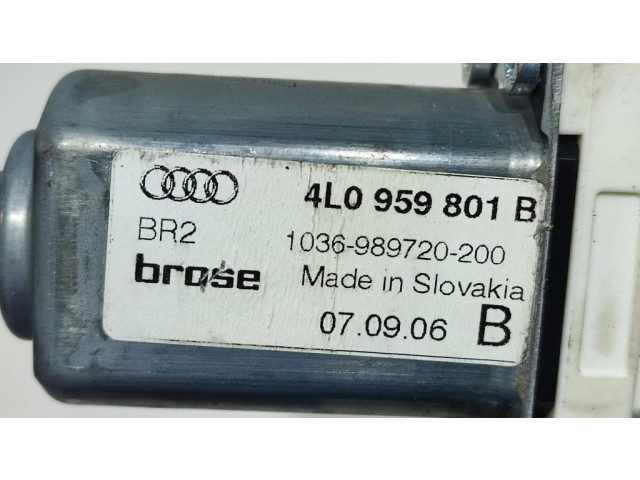 4L0 959 801 B
BR2 1036-989720-200
brose Made in Slovakia
07.09.06 B